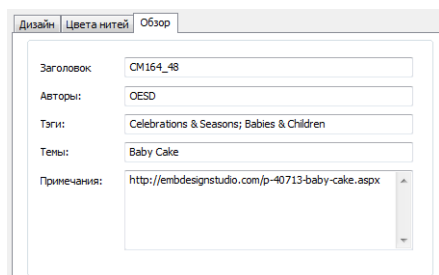 Дизайн Цвета нитей Обзор
Заголовок CM164_48
Авторы: OESD
Тэги: Celebrations & Seasons; Babies & Children
Темы: Baby Cake
Примечания: http://embdesignstudio.com/p-40713-baby-cake.aspx